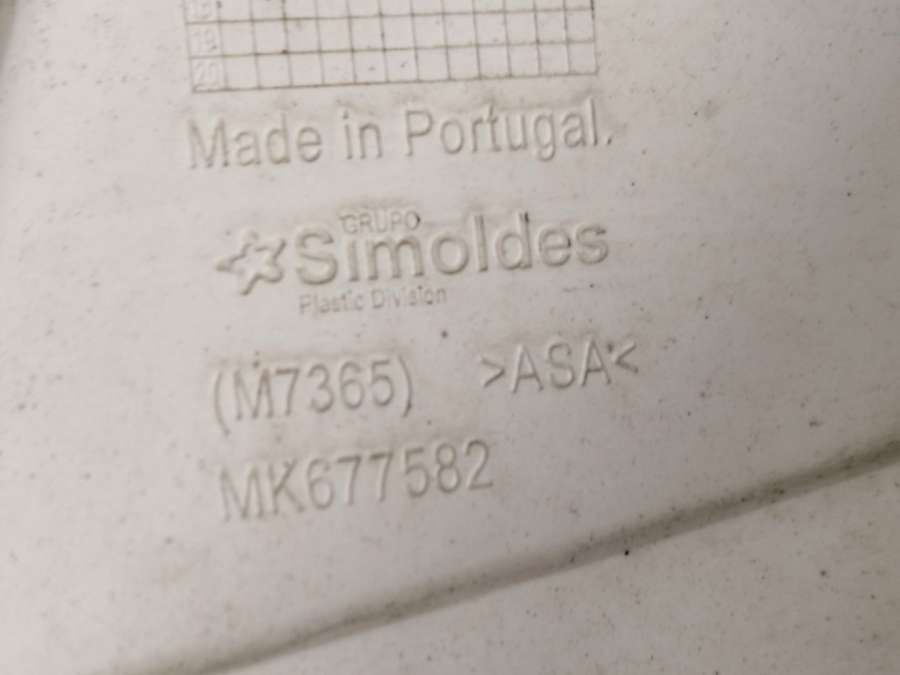 19
20
Made in Portugal.
GRUPO
Simoldes
Plastic Division
(M7365) >ASA<
MK677582